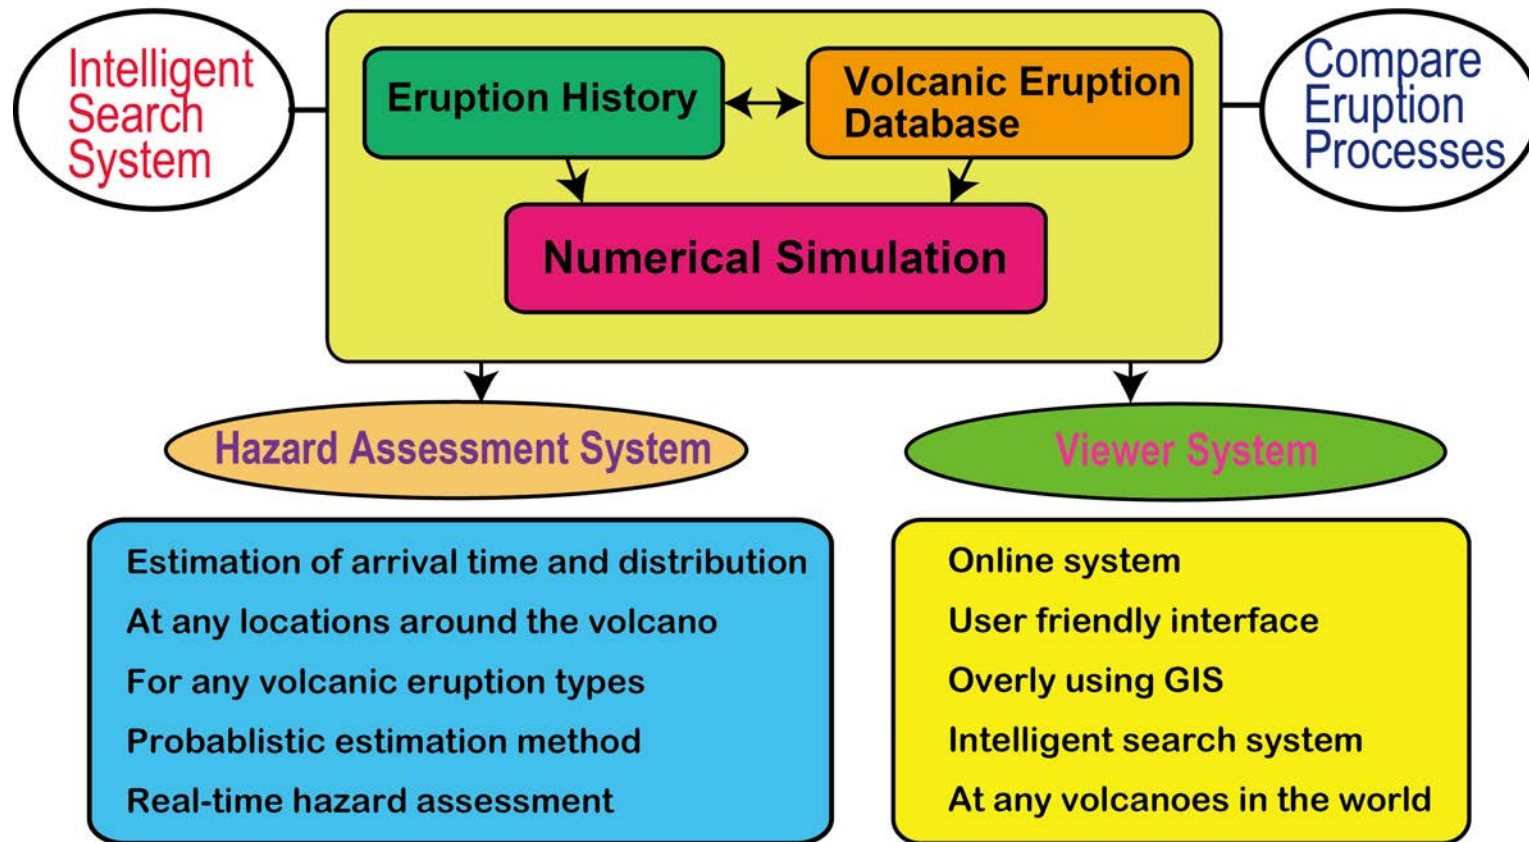 Intelligent
Search
System
Eruption History
Volcanic Eruption
Database
Compare
Eruption
Processes
Numerical Simulation
Hazard Assessment System
Viewer System
Estimation of arrival time and distribution
At any locations around the volcano
For any volcanic eruption types
Probablistic estimation method
Real-time hazard assessment
Online system
User friendly interface
Overly using GIS
Intelligent search system
At any volcanoes in the world